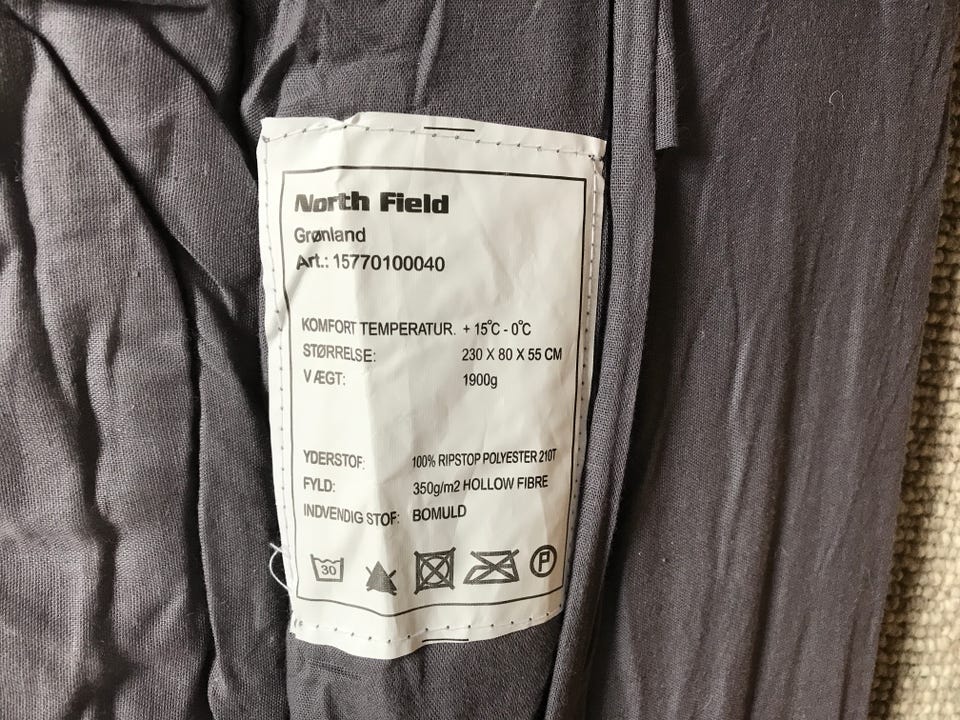 North Field
Grønland
Art.: 15770100040
KOMFORT TEMPERATUR. + 15°C - 0°C
STØRRELSE: 230 X 80 X 55 CM
VÆGT: 1900g
YDERSTOF: 100% RIPSTOP POLYESTER 210T
FYLD: 350g/m2 HOLLOW FIBRE
INDVENDIG STOF: BOMULD
30 P